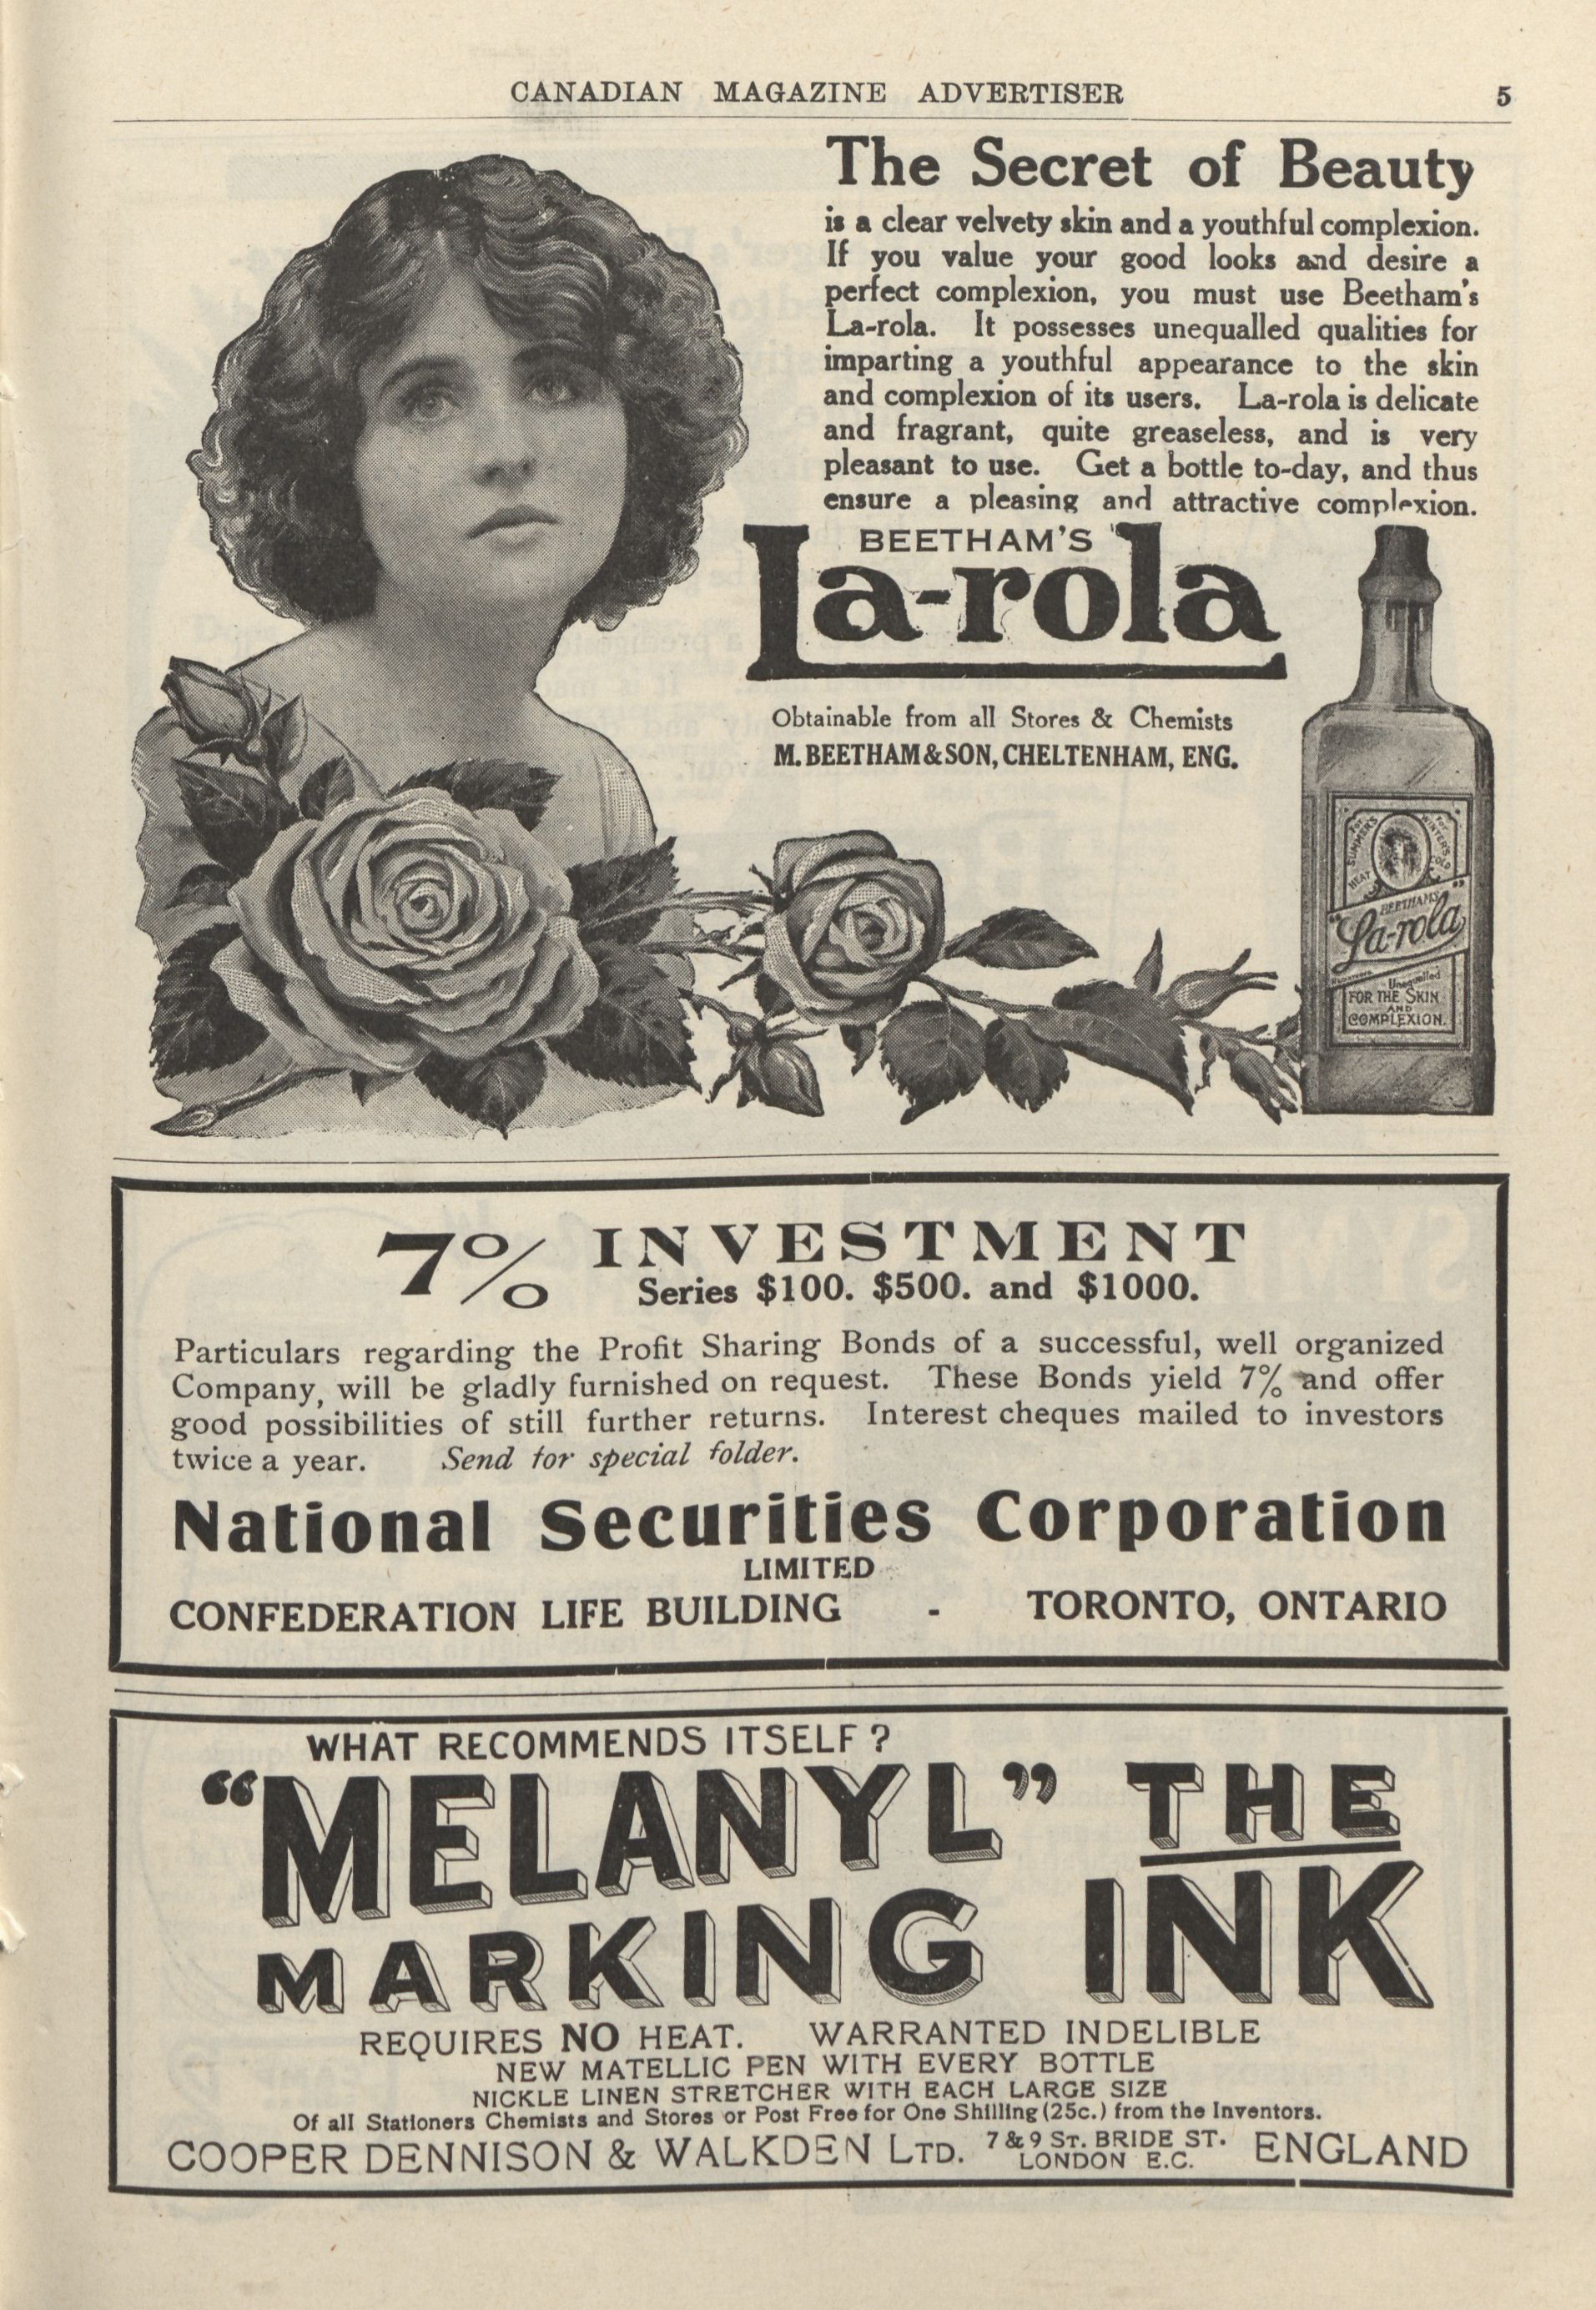 CANADIAN MAGAZINE ADVERTISER 5
The Secret of Beauty
is a clear velvety skin and a youthful complexion.
If you value your good looks and desire a
perfect complexion, you must use Beetham's
La-rola. It possesses unequalled qualities for
imparting a youthful appearance to the skin
and complexion of its users. La-rola is delicate
and fragrant, quite greaseless, and is very
pleasant to use. Get a bottle to-day, and thus
ensure a pleasing and attractive complexion.
BEETHAM'S
La-rola
Obtainable from all Stores & Chemists
M. BEETHAM & SON, CHELTENHAM, ENG.
FOR SUMMER'S HEAT
FOR WINTER'S COLD
BEETHAM'S
"La-rola"
Unequalled
FOR THE SKIN
AND
COMPLEXION.
7% INVESTMENT
Series $100. $500. and $1000.
Particulars regarding the Profit Sharing Bonds of a successful, well organized
Company, will be gladly furnished on request. These Bonds yield 7% and offer
good possibilities of still further returns. Interest cheques mailed to investors
twice a year. Send for special folder.
National Securities Corporation
LIMITED
CONFEDERATION LIFE BUILDING - TORONTO, ONTARIO
WHAT RECOMMENDS ITSELF?
"MELANYL" THE
MARKING INK
REQUIRES NO HEAT. WARRANTED INDELIBLE
NEW MATELLIC PEN WITH EVERY BOTTLE
NICKLE LINEN STRETCHER WITH EACH LARGE SIZE
Of all Stationers Chemists and Stores or Post Free for One Shilling (25c.) from the Inventors.
COOPER DENNISON & WALKDEN LTD. 7 & 9 ST. BRIDE ST. LONDON E.C. ENGLAND